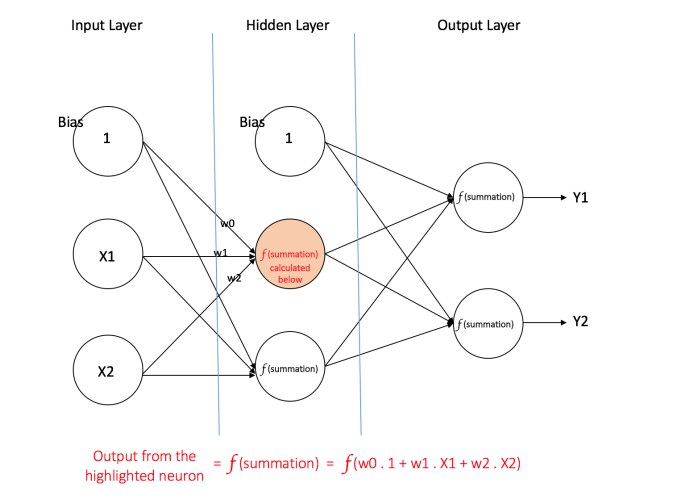 Input Layer
Hidden Layer
Output Layer
Bias
1
Bias
1
w0
f(summation)
Y1
X1
w1
f(summation)
calculated
below
w2
f(summation)
Y2
X2
f(summation)
Output from the
highlighted neuron
= f(summation) = f(w0 . 1 + w1 . X1 + w2 . X2)